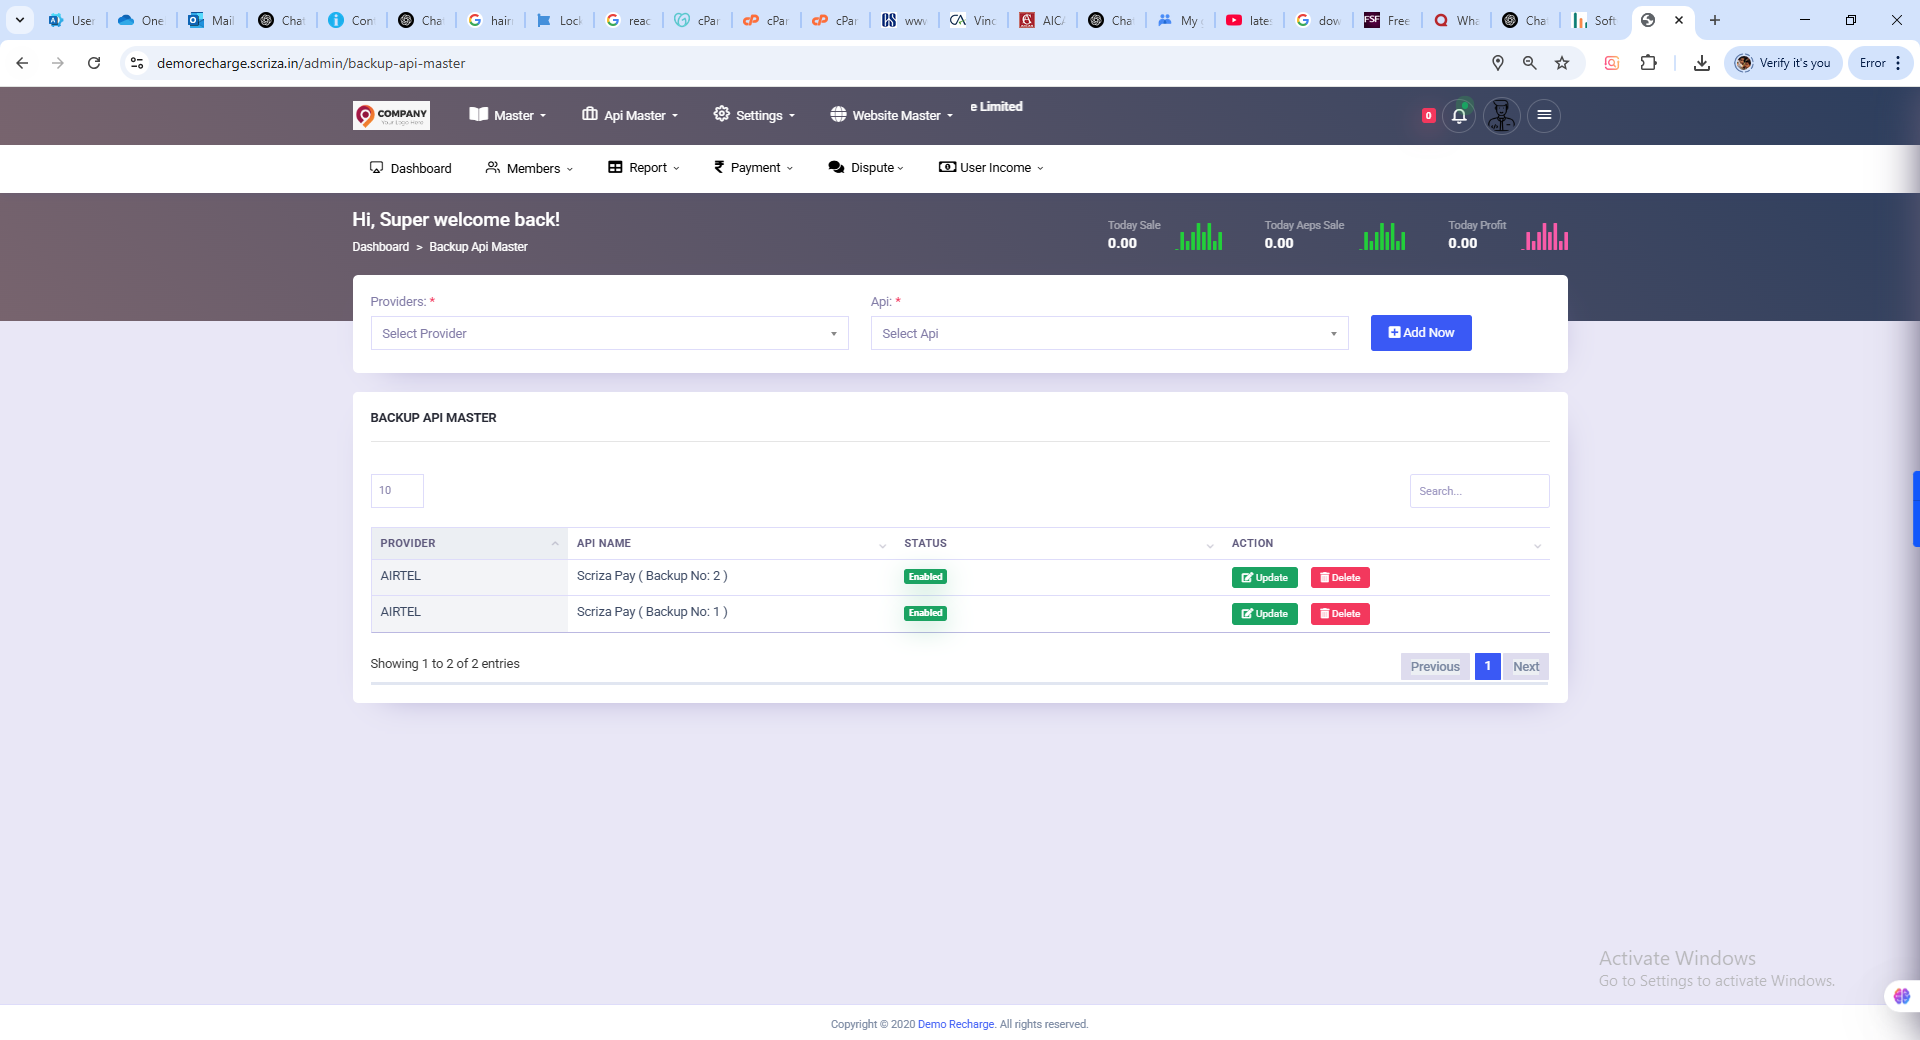 User
One
Mail
Chat
Con
Chat
hair
Lock
reac
cPar
cPar
cPar
www
Vinc
AICA
Chat
My
late
dow
Free
Wha
Chat
Soft
demorecharge.scriza.in/admin/backup-api-master
Verify it's you
Error
COMPANY
Master
Api Master
Settings
Website Master
e Limited
0
Dashboard
Members
Report
Payment
Dispute
User Income
Hi, Super welcome back!
Dashboard > Backup Api Master
Today Sale
0.00
Today Aeps Sale
0.00
Today Profit
0.00
Providers: *
Select Provider
Api: *
Select Api
Add Now
BACKUP API MASTER
10
Search...
PROVIDER API NAME STATUS ACTION
AIRTEL Scriza Pay ( Backup No: 2 ) Enabled Update Delete
AIRTEL Scriza Pay ( Backup No: 1 ) Enabled Update Delete
Showing 1 to 2 of 2 entries
Previous 1 Next
Activate Windows
Go to Settings to activate Windows.
Copyright © 2020 Demo Recharge. All rights reserved.